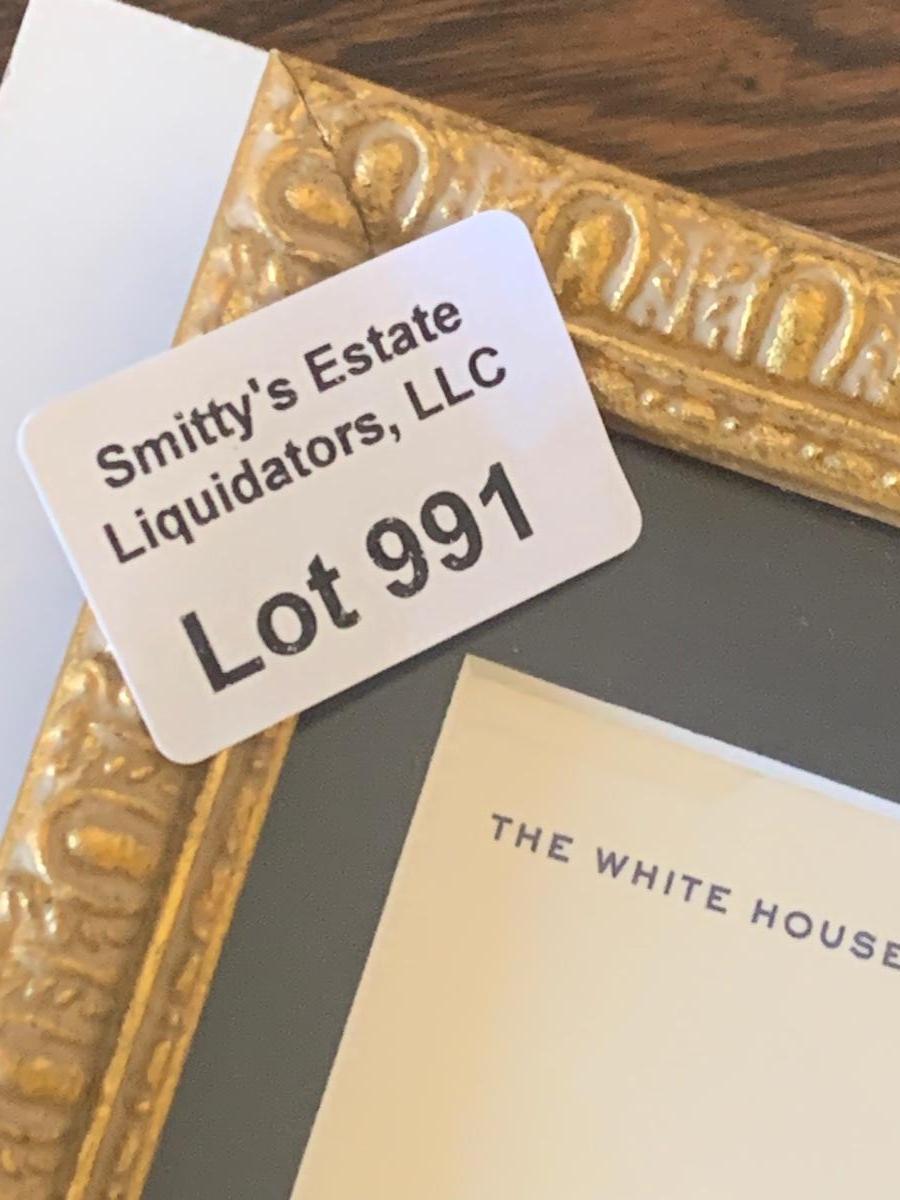 Smitty's Estate
Liquidators, LLC
Lot 991
THE WHITE HOUSE